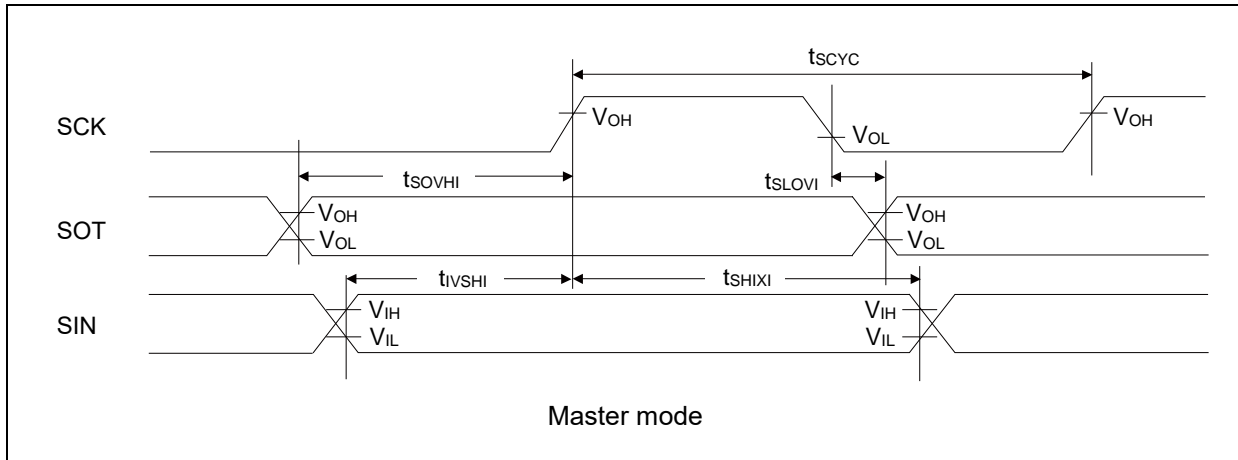 tSCYC
SCK
VOH
VOL
VOH
tSOVHI
tSLOVI
SOT
VOH
VOL
VOH
VOL
tIVSHI
tSHIXI
SIN
VIH
VIL
VIH
VIL
Master mode